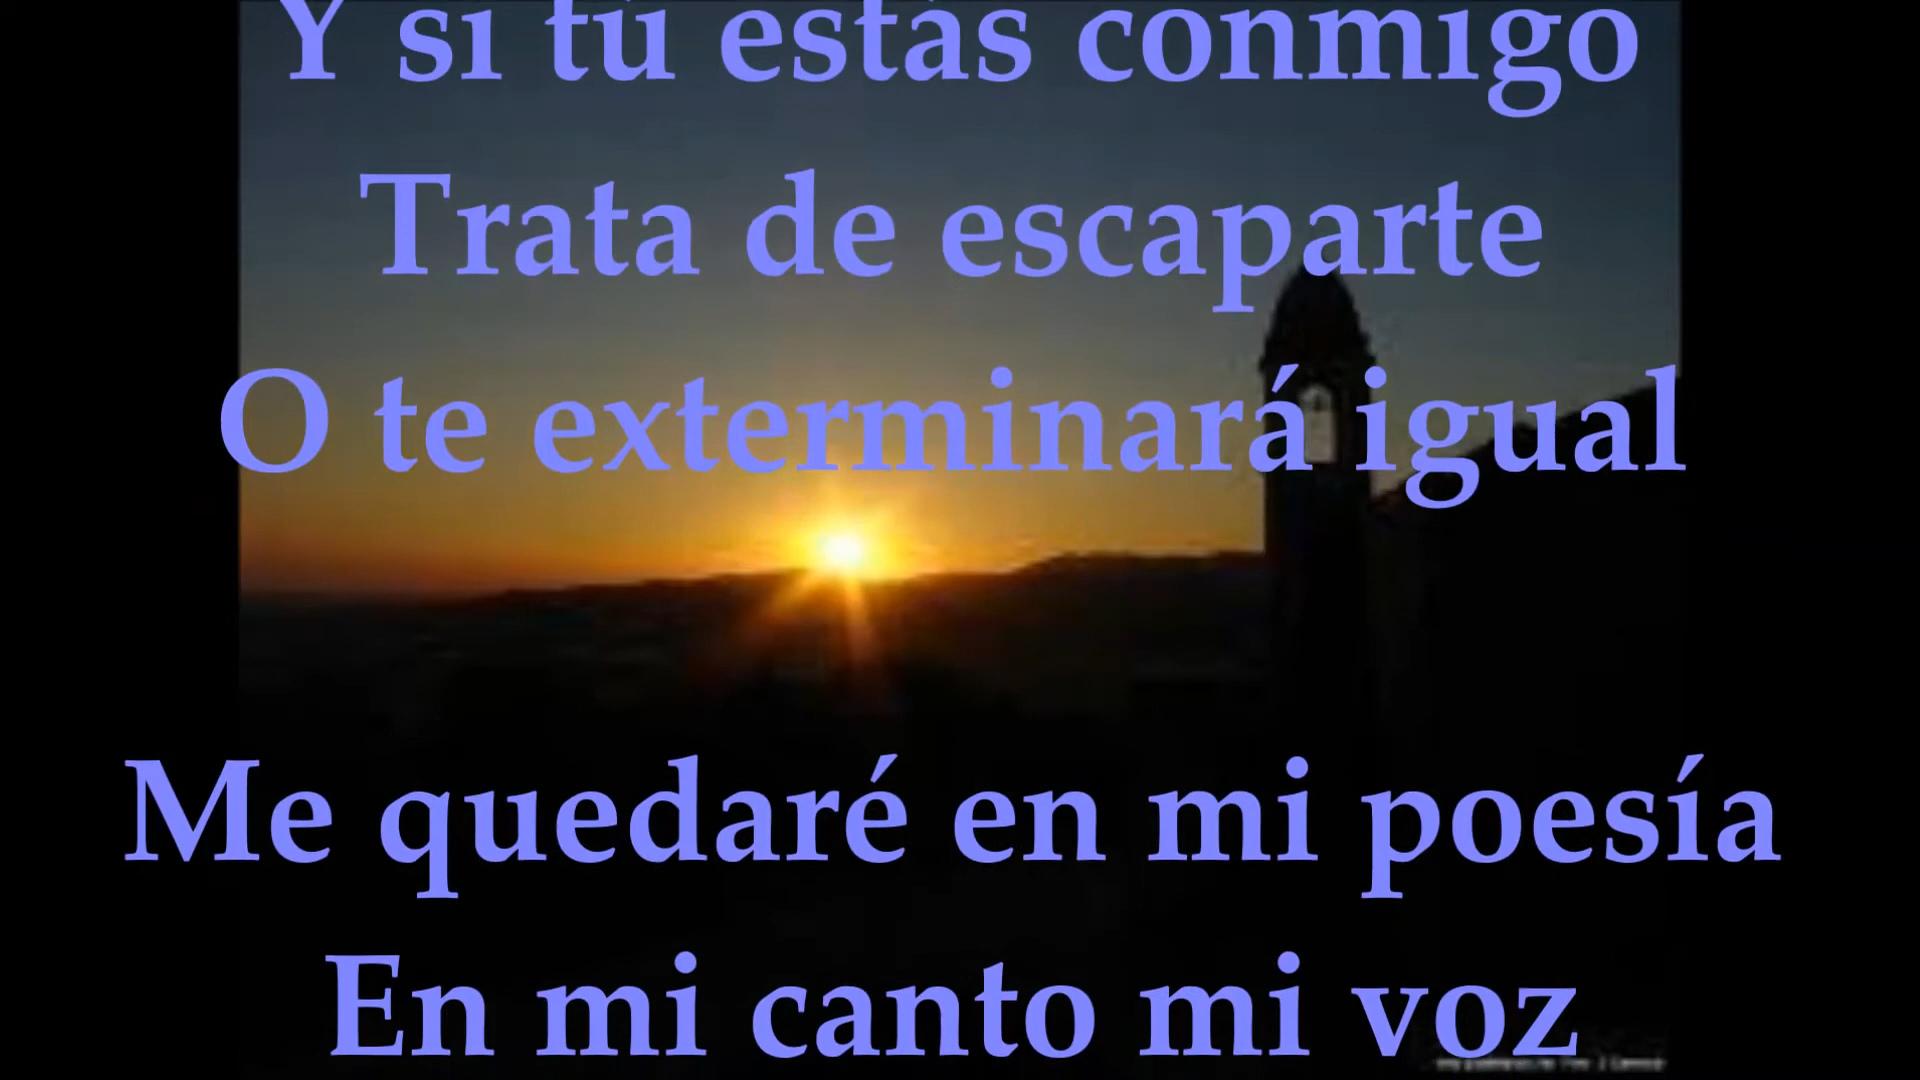 Y si tú estás conmigo
Trata de escaparte
O te exterminará igual
Me quedaré en mi poesía
En mi canto mi voz